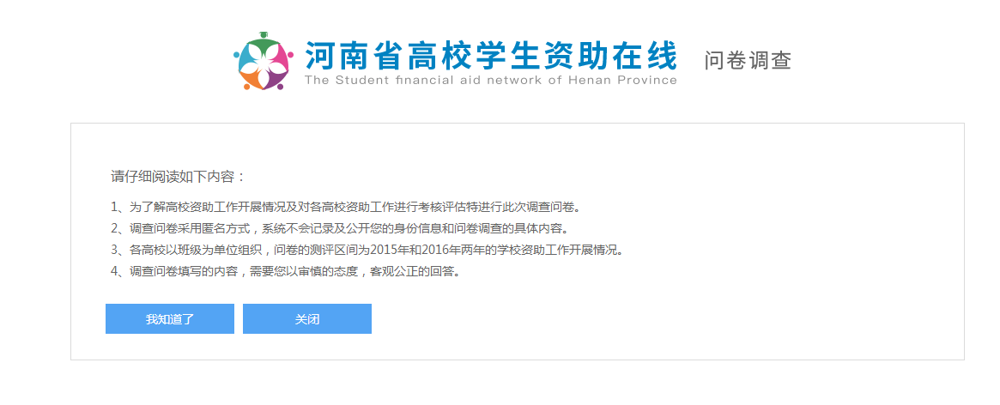 河南省高校学生资助在线 问卷调查
The Student financial aid network of Henan Province
请仔细阅读如下内容：
1、为了解高校资助工作开展情况及对各高校资助工作进行考核评估特进行此次调查问卷。
2、调查问卷采用匿名方式，系统不会记录及公开您的身份信息和问卷调查的具体内容。
3、各高校以班级为单位组织，问卷的测评区间为2015年和2016年两年的学校资助工作开展情况。
4、调查问卷填写的内容，需要您以审慎的态度，客观公正的回答。
我知道了 关闭